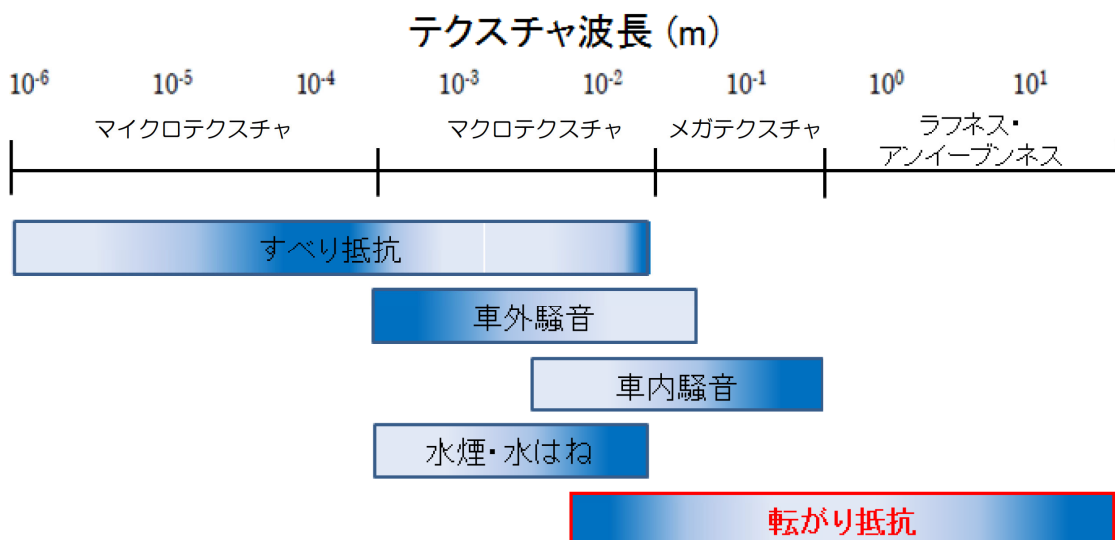 テクスチャ波長 (m)
10⁻⁶ 10⁻⁵ 10⁻⁴ 10⁻³ 10⁻² 10⁻¹ 10⁰ 10¹
マイクロテクスチャ マクロテクスチャ メガテクスチャ ラフネス・
アンイーブンネス
すべり抵抗
車外騒音
車内騒音
水煙・水はね
転がり抵抗